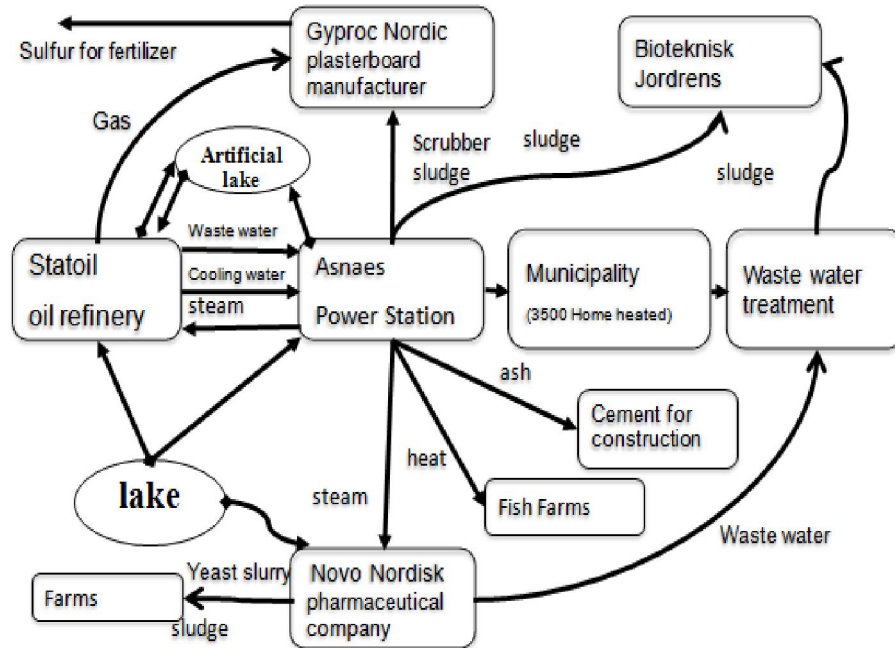 Sulfur for fertilizer
Gyproc Nordic
plasterboard
manufacturer
Bioteknisk
Jordrens
Gas
Artificial
lake
Scrubber
sludge
sludge
sludge
Waste water
Cooling water
steam
Statoil
oil refinery
Asnaes
Power Station
Municipality
(3500 Home heated)
Waste water
treatment
ash
Cement for
construction
heat
lake
steam
Fish Farms
Waste water
Yeast slurry
Farms
sludge
Novo Nordisk
pharmaceutical
company